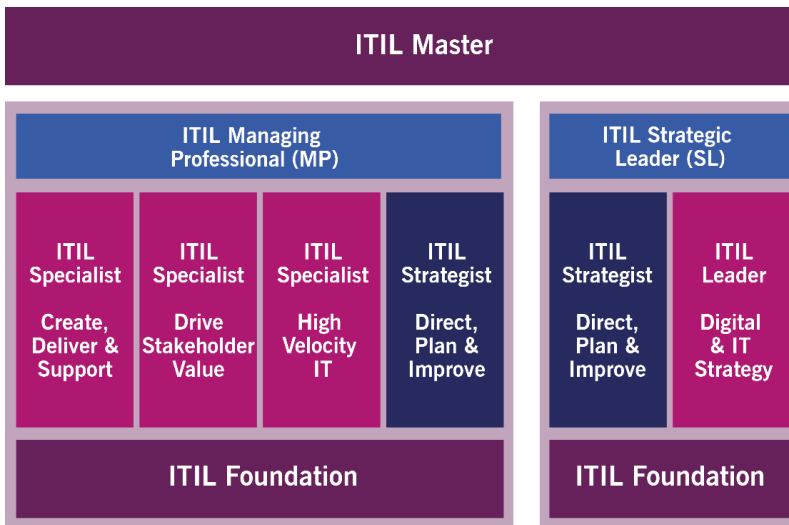 ITIL Master
ITIL Managing
Professional (MP)
ITIL Specialist
Create,
Deliver &
Support
ITIL
Specialist
Drive
Stakeholder
Value
ITIL
Specialist
High
Velocity
IT
ITIL
Strategist
Direct,
Plan &
Improve
ITIL Foundation
ITIL Strategic
Leader (SL)
ITIL
Strategist
Direct,
Plan &
Improve
ITIL
Leader
Digital
& IT
Strategy
ITIL Foundation